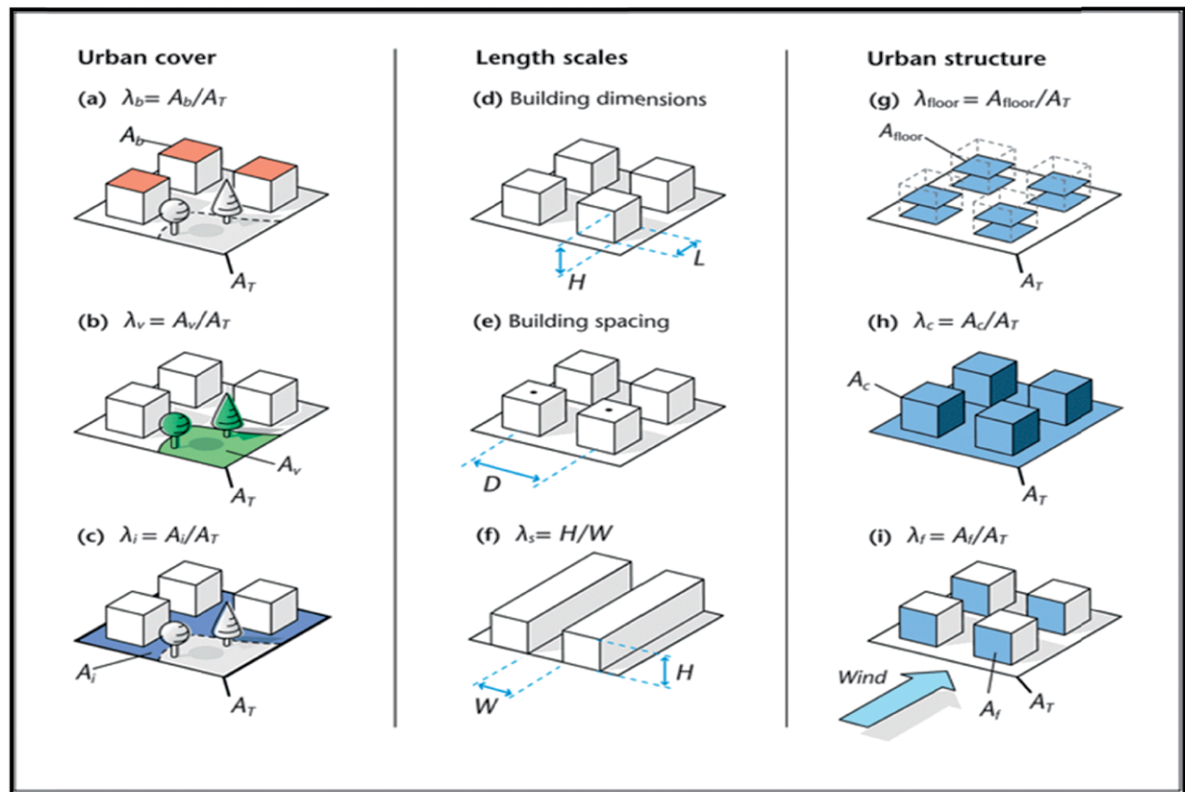 Urban cover
(a) λb = Ab/AT
Ab
AT
(b) λv = Av/AT
Av
AT
(c) λi = Ai/AT
Ai
AT
Length scales
(d) Building dimensions
H
L
(e) Building spacing
D
(f) λs = H/W
W
H
Urban structure
(g) λfloor = Afloor/AT
Afloor
AT
(h) λc = Ac/AT
Ac
AT
(i) λf = Af/AT
Wind
Af
AT